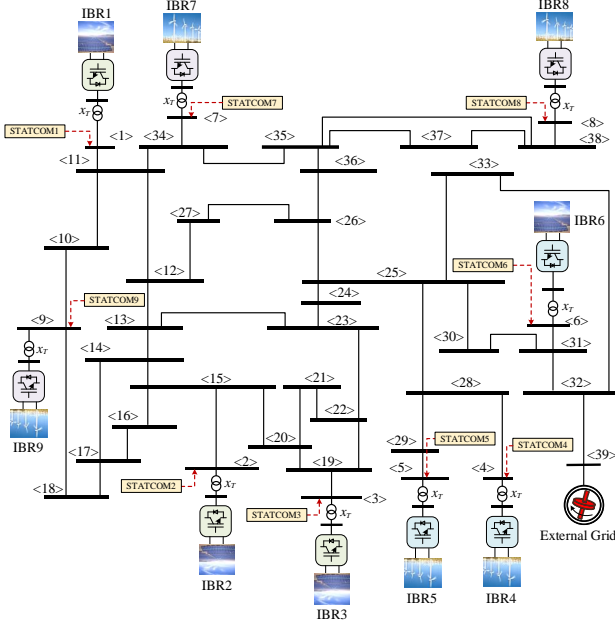 IBR1
IBR7
IBR8
x_T
x_T
x_T
STATCOM1
STATCOM7
STATCOM8
<1>
<34>
<7>
<35>
<37>
<8>
<38>
<11>
<36>
<33>
<27>
<26>
IBR6
<10>
<12>
<25>
STATCOM6
<24>
x_T
STATCOM9
<9>
<13>
<23>
<6>
<30>
<31>
x_T
<14>
<15>
<21>
<28>
<32>
<16>
<22>
IBR9
<17>
<20>
<29>
STATCOM5
STATCOM4
<39>
<18>
<2>
<19>
<5>
<4>
STATCOM2
x_T
STATCOM3
<3>
x_T
x_T
x_T
External Grid
IBR2
IBR3
IBR5
IBR4